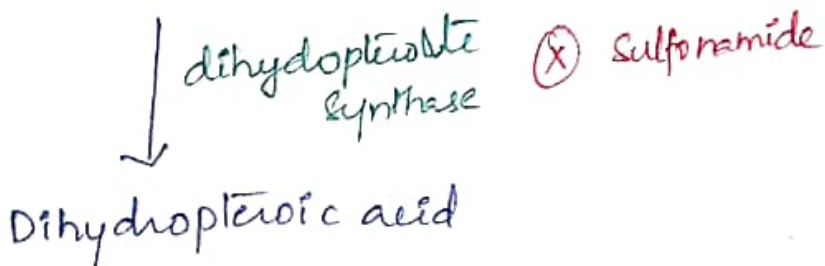 dihydopteroate ⓧ Sulfonamide
synthase
Dihydropteroic acid